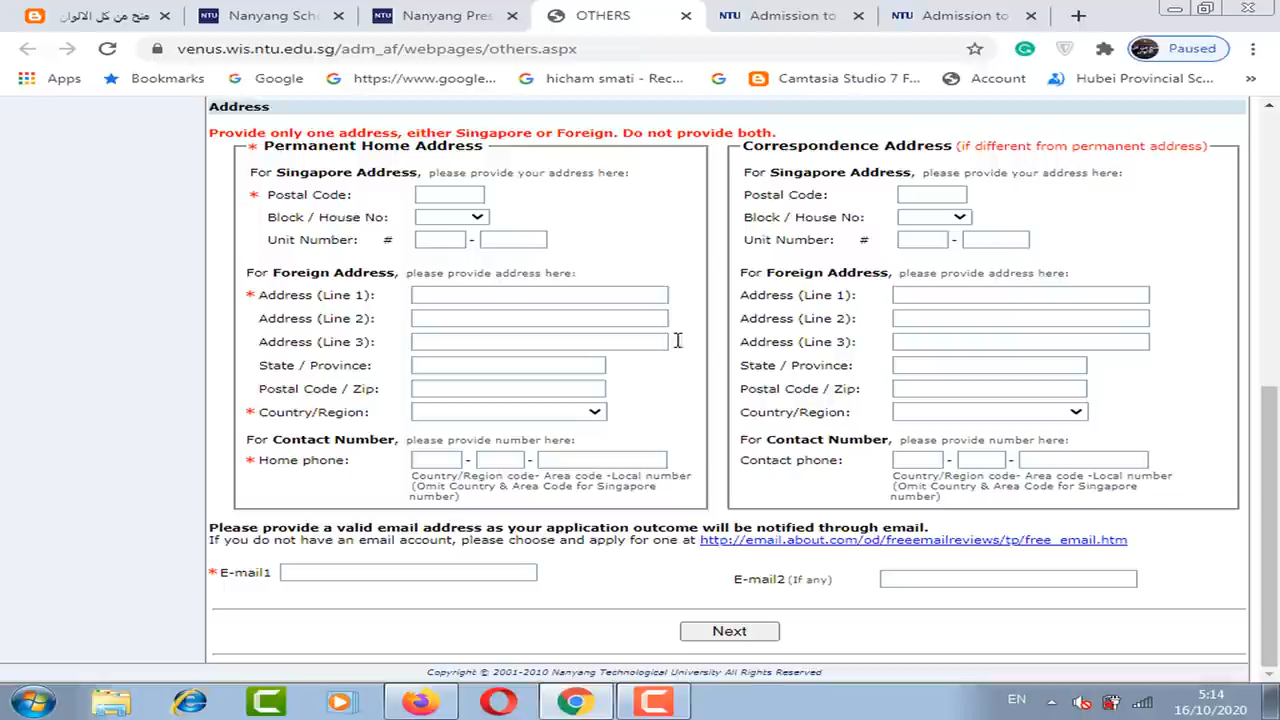 منح من كل الالوان
Nanyang Sch
Nanyang Pre
OTHERS
NTU Admission to
NTU Admission to
Paused
venus.wis.ntu.edu.sg/adm_af/webpages/others.aspx
Apps
Bookmarks
Google
https://www.google...
hicham smati - Rec...
Camtasia Studio 7 F...
Account
Hubei Provincial Sc...
»
Address
Provide only one address, either Singapore or Foreign. Do not provide both.
* Permanent Home Address
For Singapore Address, please provide your address here:
* Postal Code:
Block / House No:
Unit Number: # -
For Foreign Address, please provide address here:
* Address (Line 1):
Address (Line 2):
Address (Line 3):
State / Province:
Postal Code / Zip:
* Country/Region:
For Contact Number, please provide number here:
* Home phone: - -
Country/Region code- Area code -Local number
(Omit Country & Area Code for Singapore
number)
Correspondence Address (if different from permanent address)
For Singapore Address, please provide your address here:
Postal Code:
Block / House No:
Unit Number: # -
For Foreign Address, please provide address here:
Address (Line 1):
Address (Line 2):
Address (Line 3):
State / Province:
Postal Code / Zip:
Country/Region:
For Contact Number, please provide number here:
Contact phone: - -
Country/Region code- Area code -Local number
(Omit Country & Area Code for Singapore
number)
Please provide a valid email address as your application outcome will be notified through email.
If you do not have an email account, please choose and apply for one at http://email.about.com/od/freeemailreviews/tp/free_email.htm
* E-mail1
E-mail2 (If any)
Next
Copyright © 2001-2010 Nanyang Technological University All Rights Reserved
EN
5:14
16/10/2020